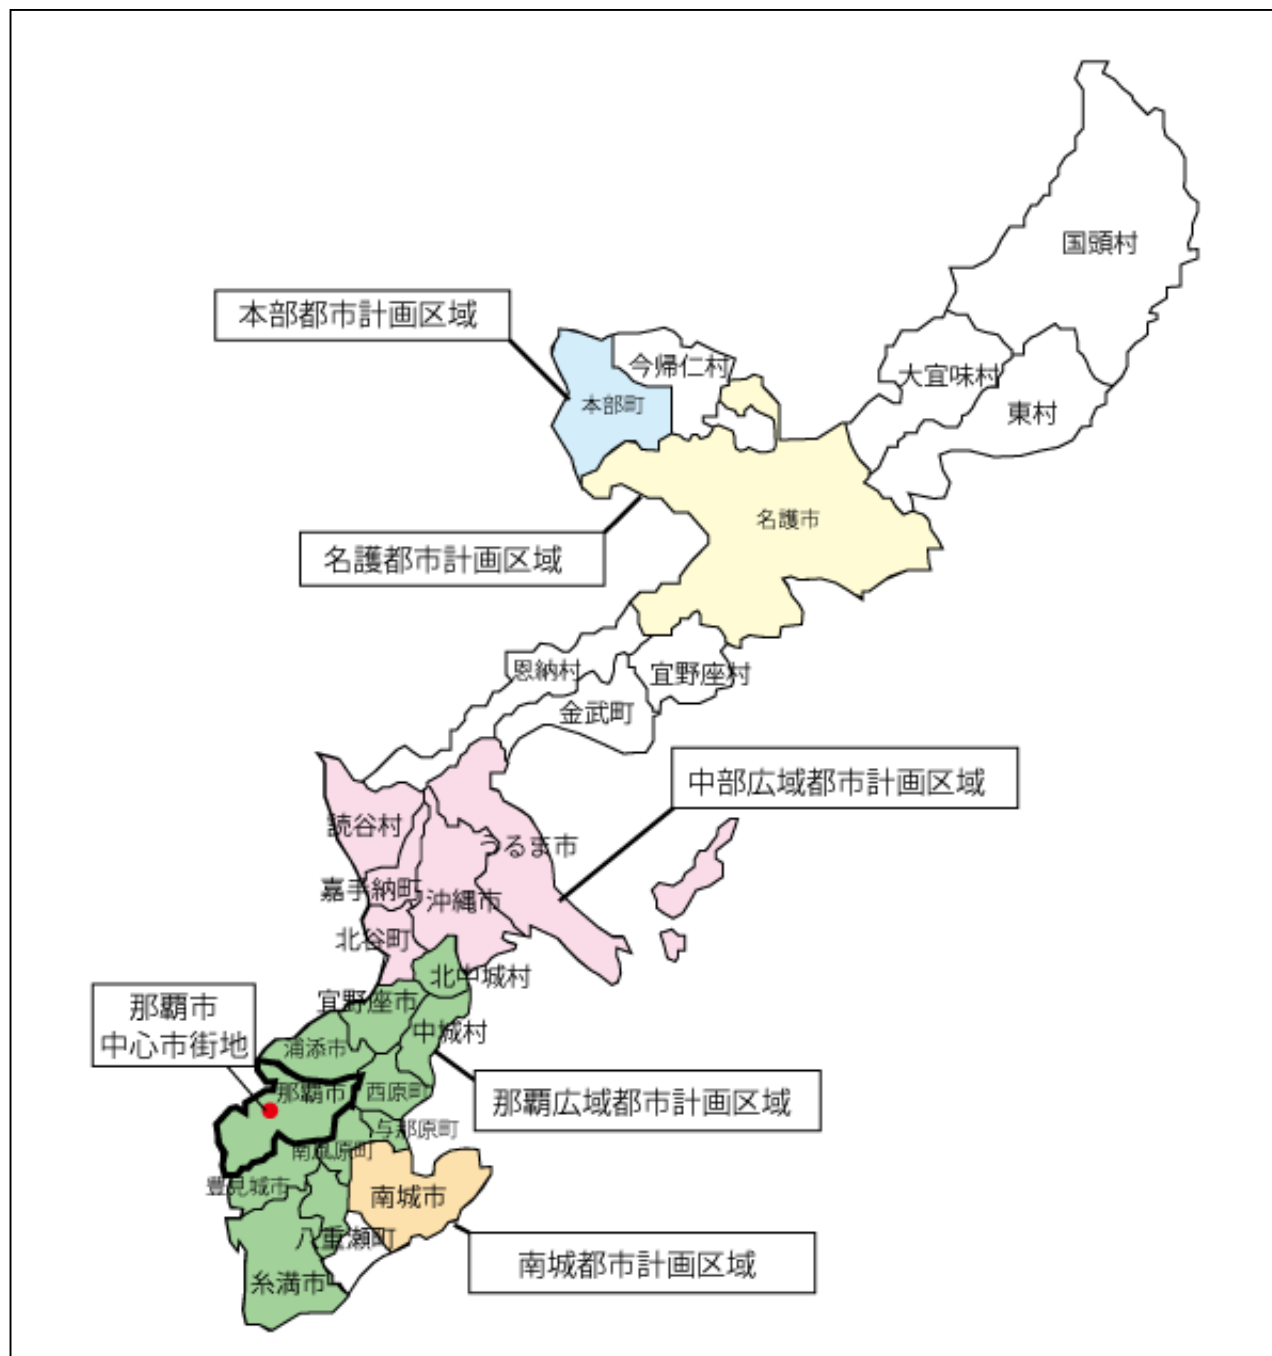 国頭村
本部都市計画区域
今帰仁村
大宜味村
本部町
東村
名護市
名護都市計画区域
恩納村
宜野座村
金武町
中部広域都市計画区域
読谷村
うるま市
嘉手納町
沖縄市
北谷町
北中城村
宜野座市
那覇市
中心市街地
中城村
浦添市
那覇市
西原町
那覇広域都市計画区域
与那原町
南風原町
豊見城市
南城市
八重瀬町
南城都市計画区域
糸満市